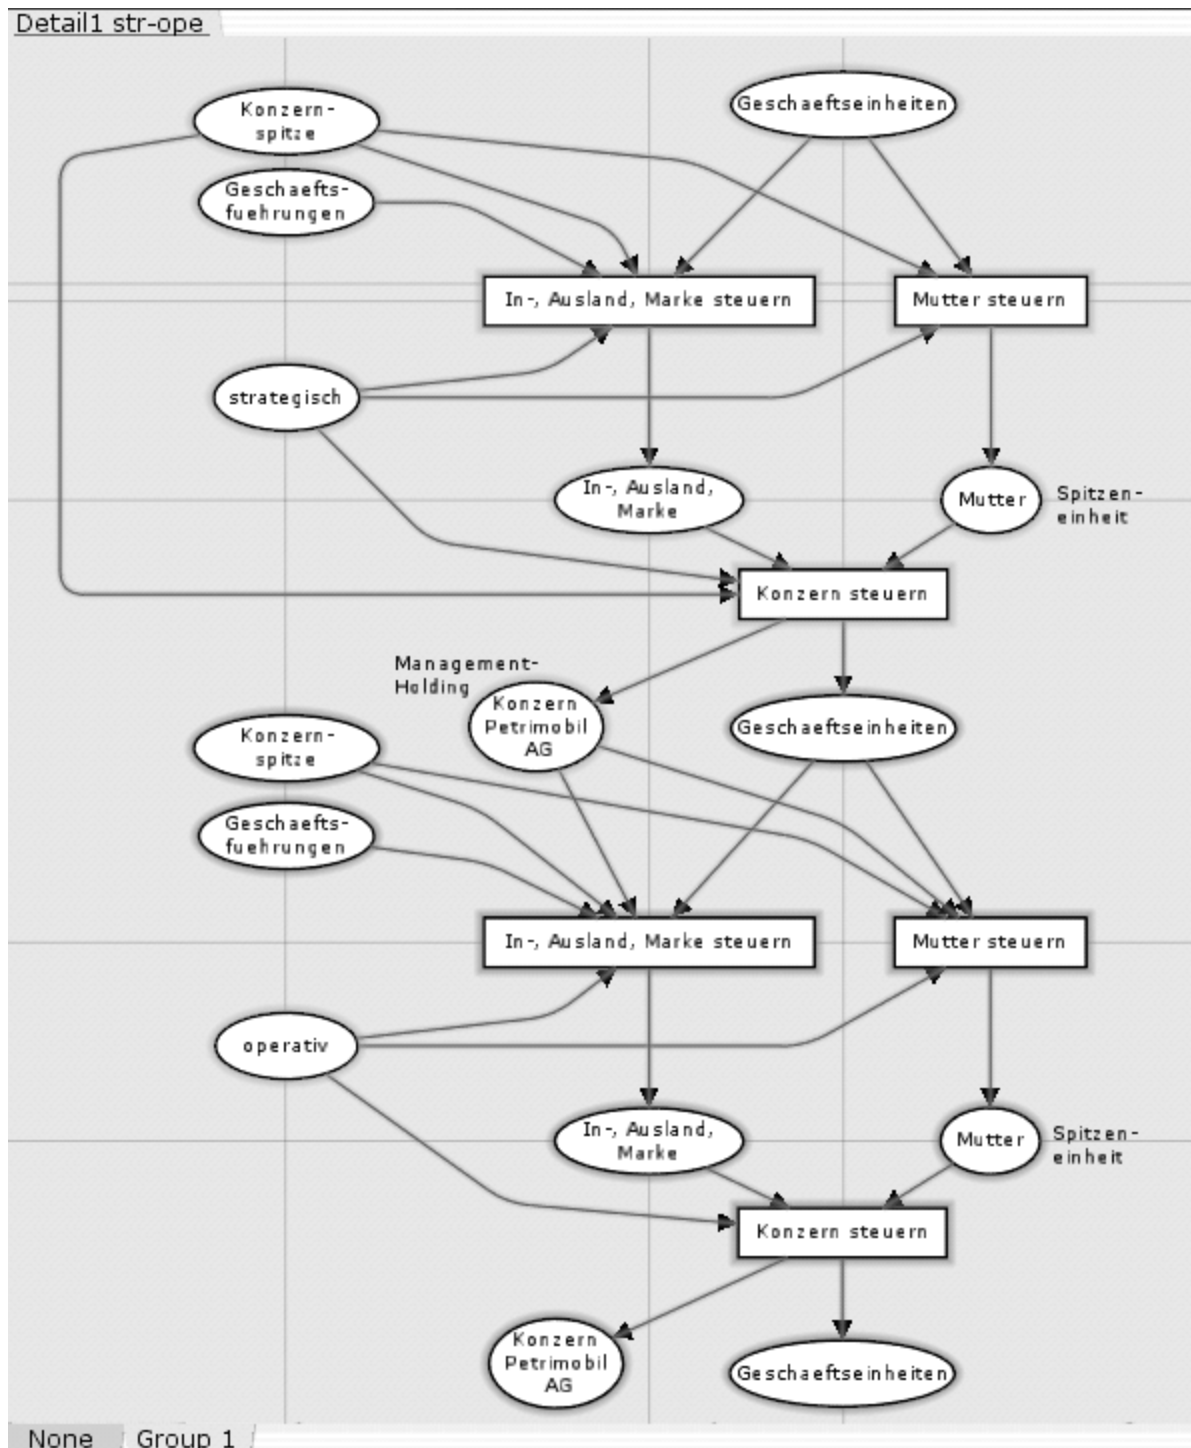 Detail1 str-ope
Konzern-
spitze
Geschaeftseinheiten
Geschaefts-
fuehrungen
In-, Ausland, Marke steuern
Mutter steuern
strategisch
In-, Ausland,
Marke
Mutter
Spitzen-
einheit
Konzern steuern
Management-
Holding
Konzern
Petrimobil
AG
Geschaeftseinheiten
Konzern-
spitze
Geschaefts-
fuehrungen
In-, Ausland, Marke steuern
Mutter steuern
operativ
In-, Ausland,
Marke
Mutter
Spitzen-
einheit
Konzern steuern
Konzern
Petrimobil
AG
Geschaeftseinheiten
None
Group 1